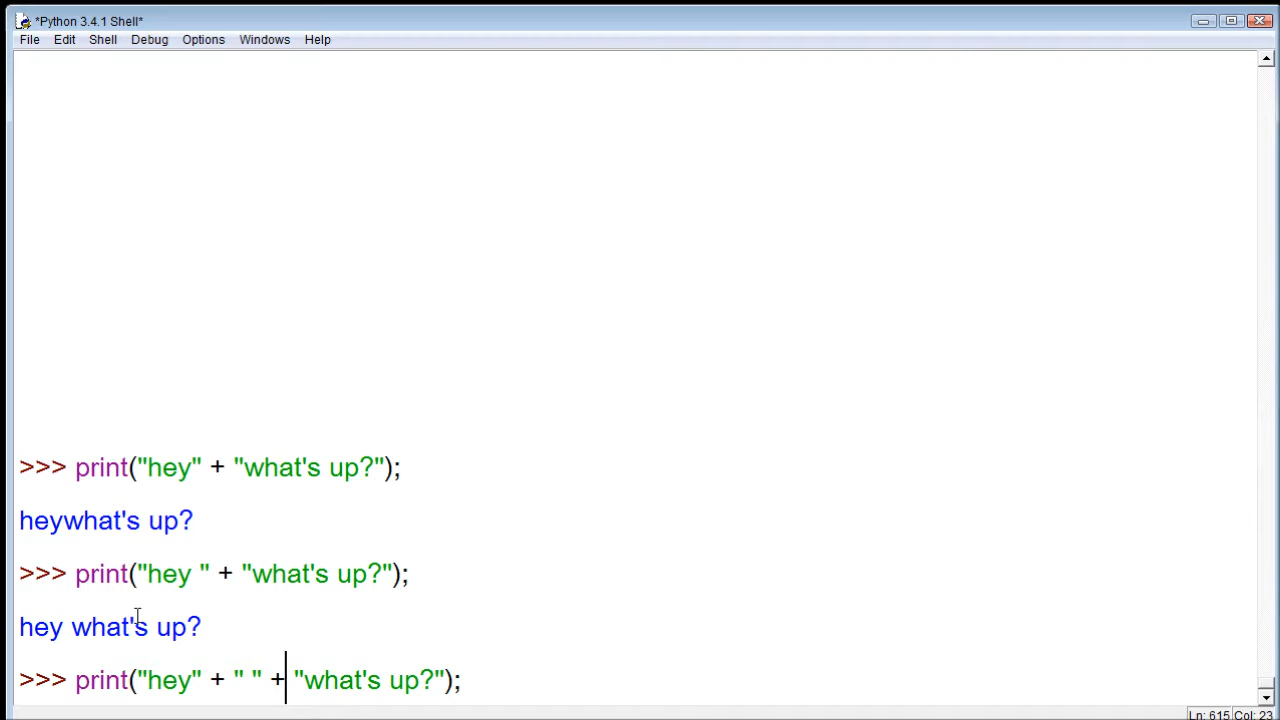 *Python 3.4.1 Shell*
File Edit Shell Debug Options Windows Help
>>> print("hey" + "what's up?");
heywhat's up?
>>> print("hey " + "what's up?");
hey what's up?
>>> print("hey" + " " + "what's up?");
Ln: 615 Col: 23